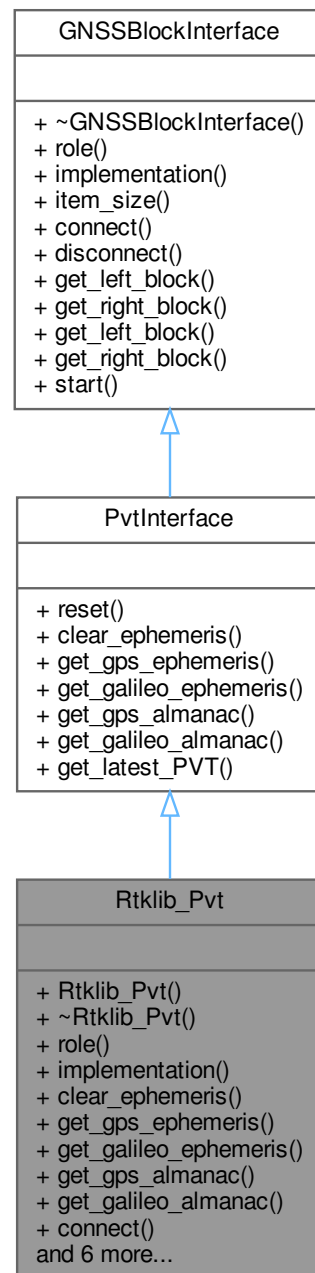 GNSSBlockInterface
+ ~GNSSBlockInterface()
+ role()
+ implementation()
+ item_size()
+ connect()
+ disconnect()
+ get_left_block()
+ get_right_block()
+ get_left_block()
+ get_right_block()
+ start()
PvtInterface
+ reset()
+ clear_ephemeris()
+ get_gps_ephemeris()
+ get_galileo_ephemeris()
+ get_gps_almanac()
+ get_galileo_almanac()
+ get_latest_PVT()
Rtklib_Pvt
+ Rtklib_Pvt()
+ ~Rtklib_Pvt()
+ role()
+ implementation()
+ clear_ephemeris()
+ get_gps_ephemeris()
+ get_galileo_ephemeris()
+ get_gps_almanac()
+ get_galileo_almanac()
+ connect()
and 6 more...